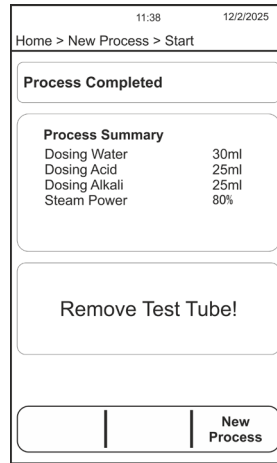 11:38 12/2/2025
Home > New Process > Start
Process Completed
Process Summary
Dosing Water 30ml
Dosing Acid 25ml
Dosing Alkali 25ml
Steam Power 80%
Remove Test Tube!
New
Process